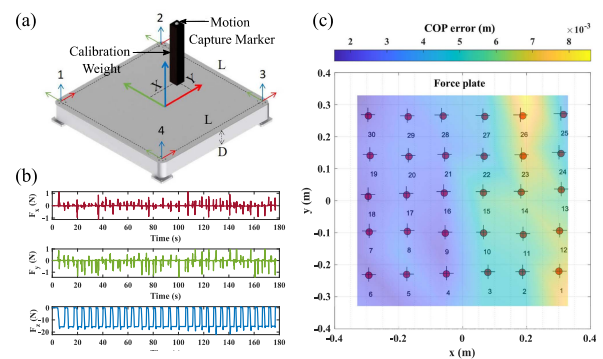 (a)
2
Motion
Capture Marker
Calibration
Weight
1
X
Y
L
3
L
4
D
(b)
F_x (N)
1
0
-1
0 20 40 60 80 100 120 140 160 180
Time (s)
F_y (N)
1
0
-1
0 20 40 60 80 100 120 140 160 180
Time (s)
F_z (N)
0
-10
-20
0 20 40 60 80 100 120 140 160 180
Time (s)
(c)
COP error (m)
×10⁻³
2 3 4 5 6 7 8
Force plate
y (m)
0.4
0.3
0.2
0.1
0
-0.1
-0.2
-0.3
-0.4
30 29 28 27 26 25
19 20 21 22 23 24
18 17 16 15 14 13
7 8 9 10 11 12
6 5 4 3 2 1
-0.4 -0.2 0 0.2 0.4
x (m)